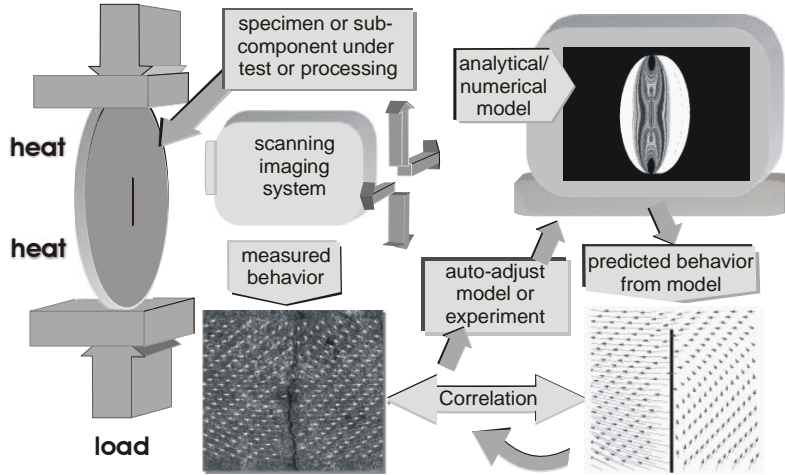 specimen or sub-
component under
test or processing
heat
heat
load
scanning
imaging
system
measured
behavior
analytical/
numerical
model
auto-adjust
model or
experiment
predicted behavior
from model
Correlation